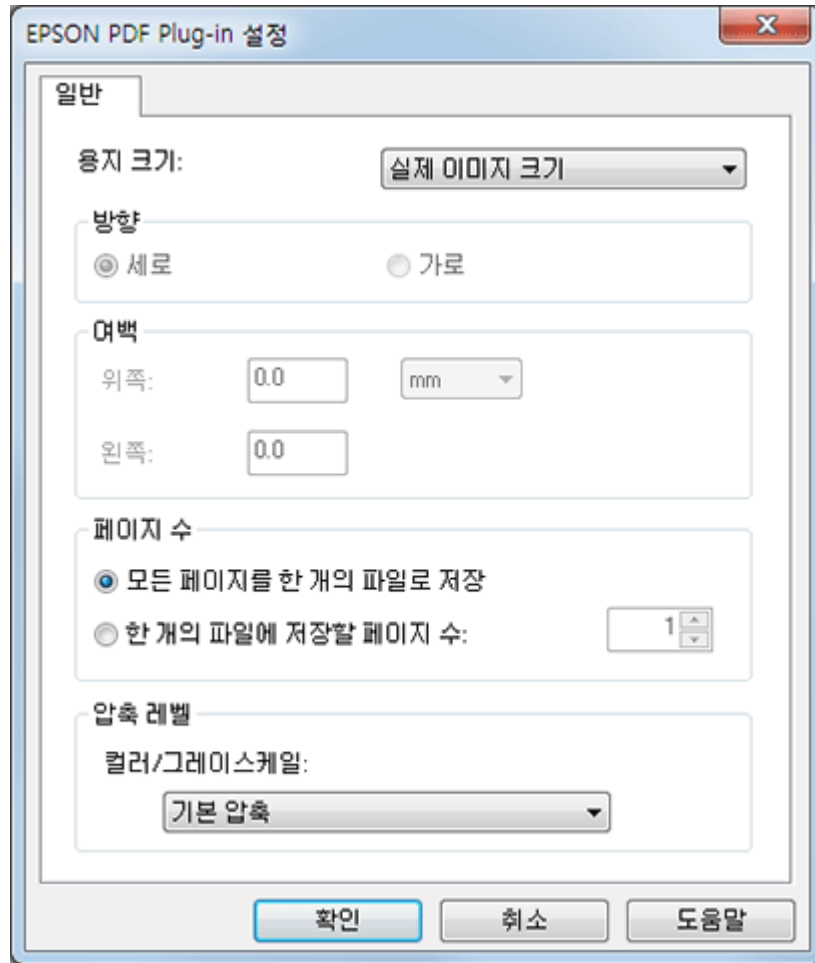 EPSON PDF Plug-in 설정
일반
용지 크기: 실제 이미지 크기
방향
세로 가로
여백
위쪽: 0.0 mm
왼쪽: 0.0
페이지 수
모든 페이지를 한 개의 파일로 저장
한 개의 파일에 저장할 페이지 수: 1
압축 레벨
컬러/그레이스케일:
기본 압축
확인 취소 도움말